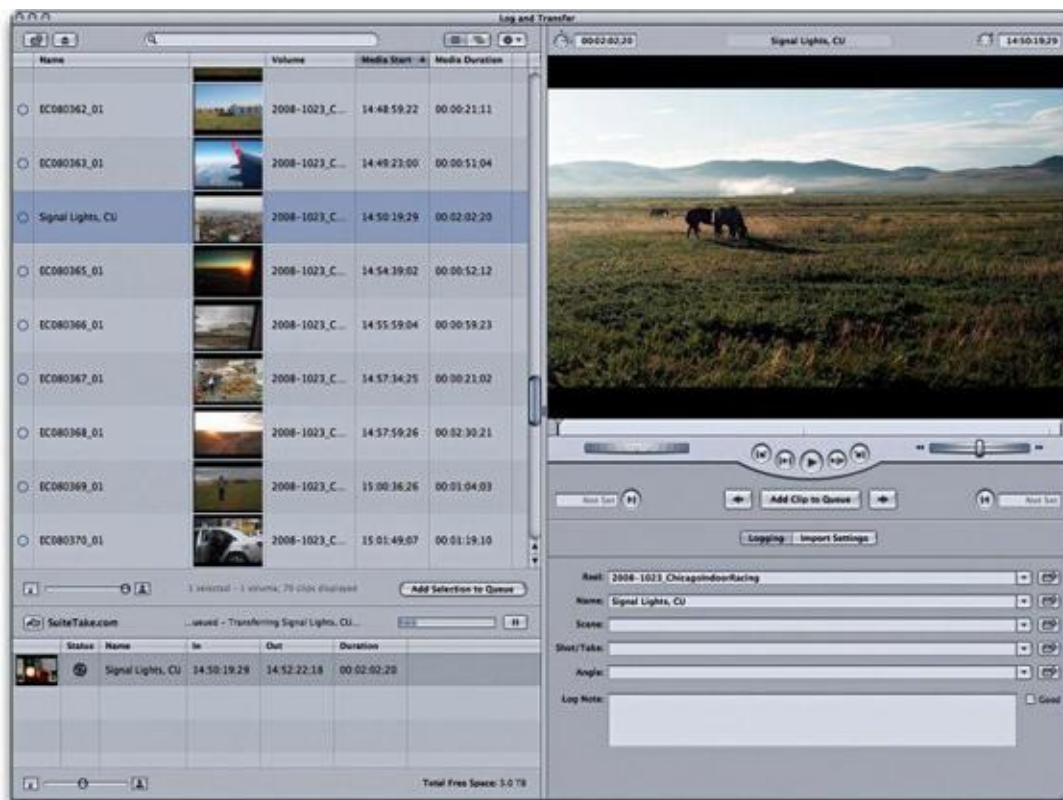 Log and Transfer
00:02:02;20
Signal Lights, CU
14:50:19;29
Name
Volume
Media Start
Media Duration
EC080362_01
2008-1023_C...
14:48:59;22
00:00:21;11
EC080363_01
2008-1023_C...
14:49:23;00
00:00:51;04
Signal Lights, CU
2008-1023_C...
14:50:19;29
00:02:02;20
EC080365_01
2008-1023_C...
14:54:39;02
00:00:52;12
EC080366_01
2008-1023_C...
14:55:59;04
00:00:59;23
EC080367_01
2008-1023_C...
14:57:34;25
00:00:21;02
EC080368_01
2008-1023_C...
14:57:59;26
00:02:30;21
EC080369_01
2008-1023_C...
15:00:36;26
00:01:04;03
EC080370_01
2008-1023_C...
15:01:49;07
00:01:19;10
1 selected - 1 volume, 70 clips displayed
Add Selection to Queue
SuiteTake.com
...ueued - Transferring Signal Lights, CU...
Status
Name
In
Out
Duration
Signal Lights, CU
14:50:19;29
14:52:22;18
00:02:02;20
Total Free Space: 3.0 TB
Not Set
Add Clip to Queue
Not Set
Logging
Import Settings
Reel:
2008-1023_ChicagoIndoorRacing
Name:
Signal Lights, CU
Scene:
Shot/Take:
Angle:
Log Note:
Good